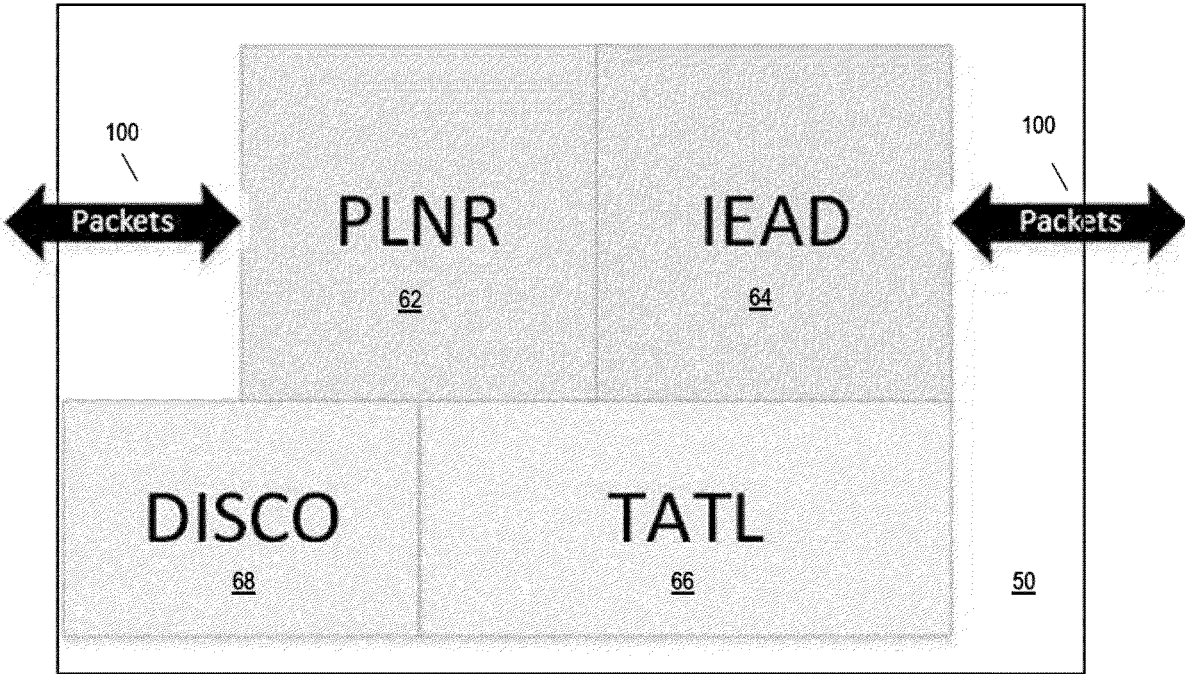 100
100
Packets
PLNR
IEAD
Packets
62
64
DISCO
TATL
68
66
50